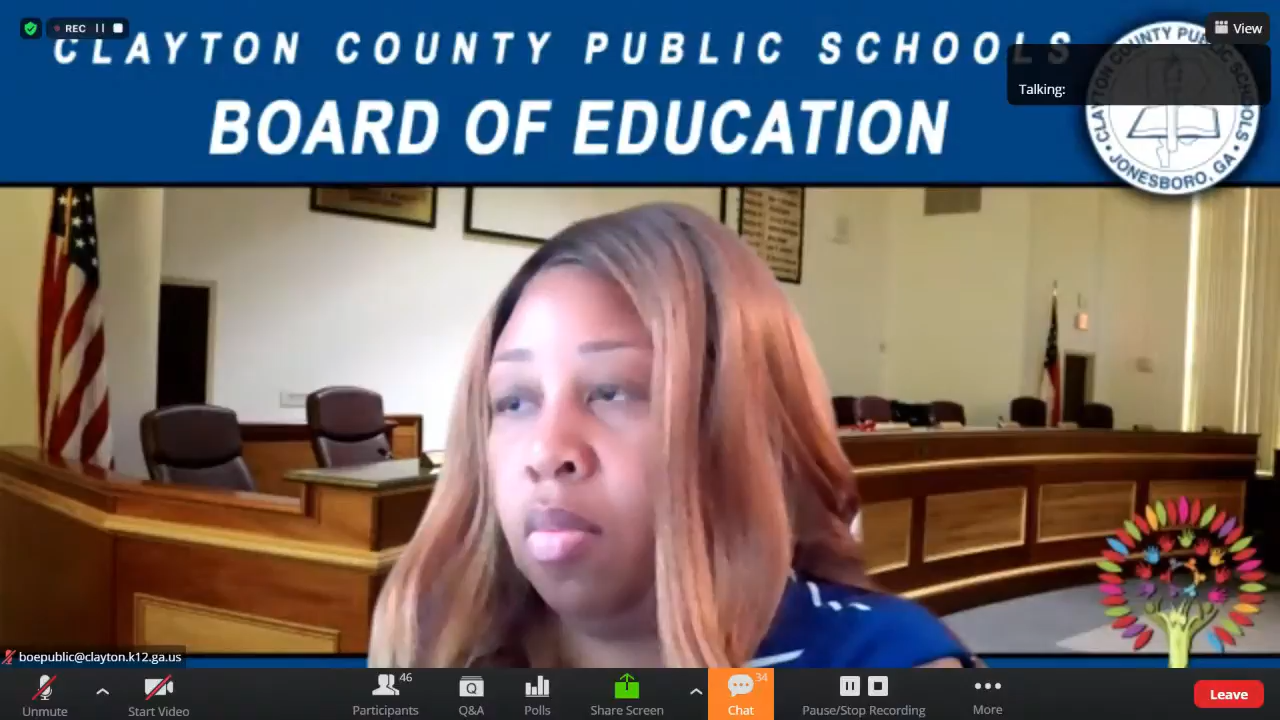 REC
View
CLAYTON COUNTY PUBLIC SCHOOLS
BOARD OF EDUCATION
Talking:
CLAYTON COUNTY PUBLIC SCHOOLS
JONESBORO, GA
boepublic@clayton.k12.ga.us
46
34
Unmute
Start Video
Participants
Q&A
Polls
Share Screen
Chat
Pause/Stop Recording
More
Leave